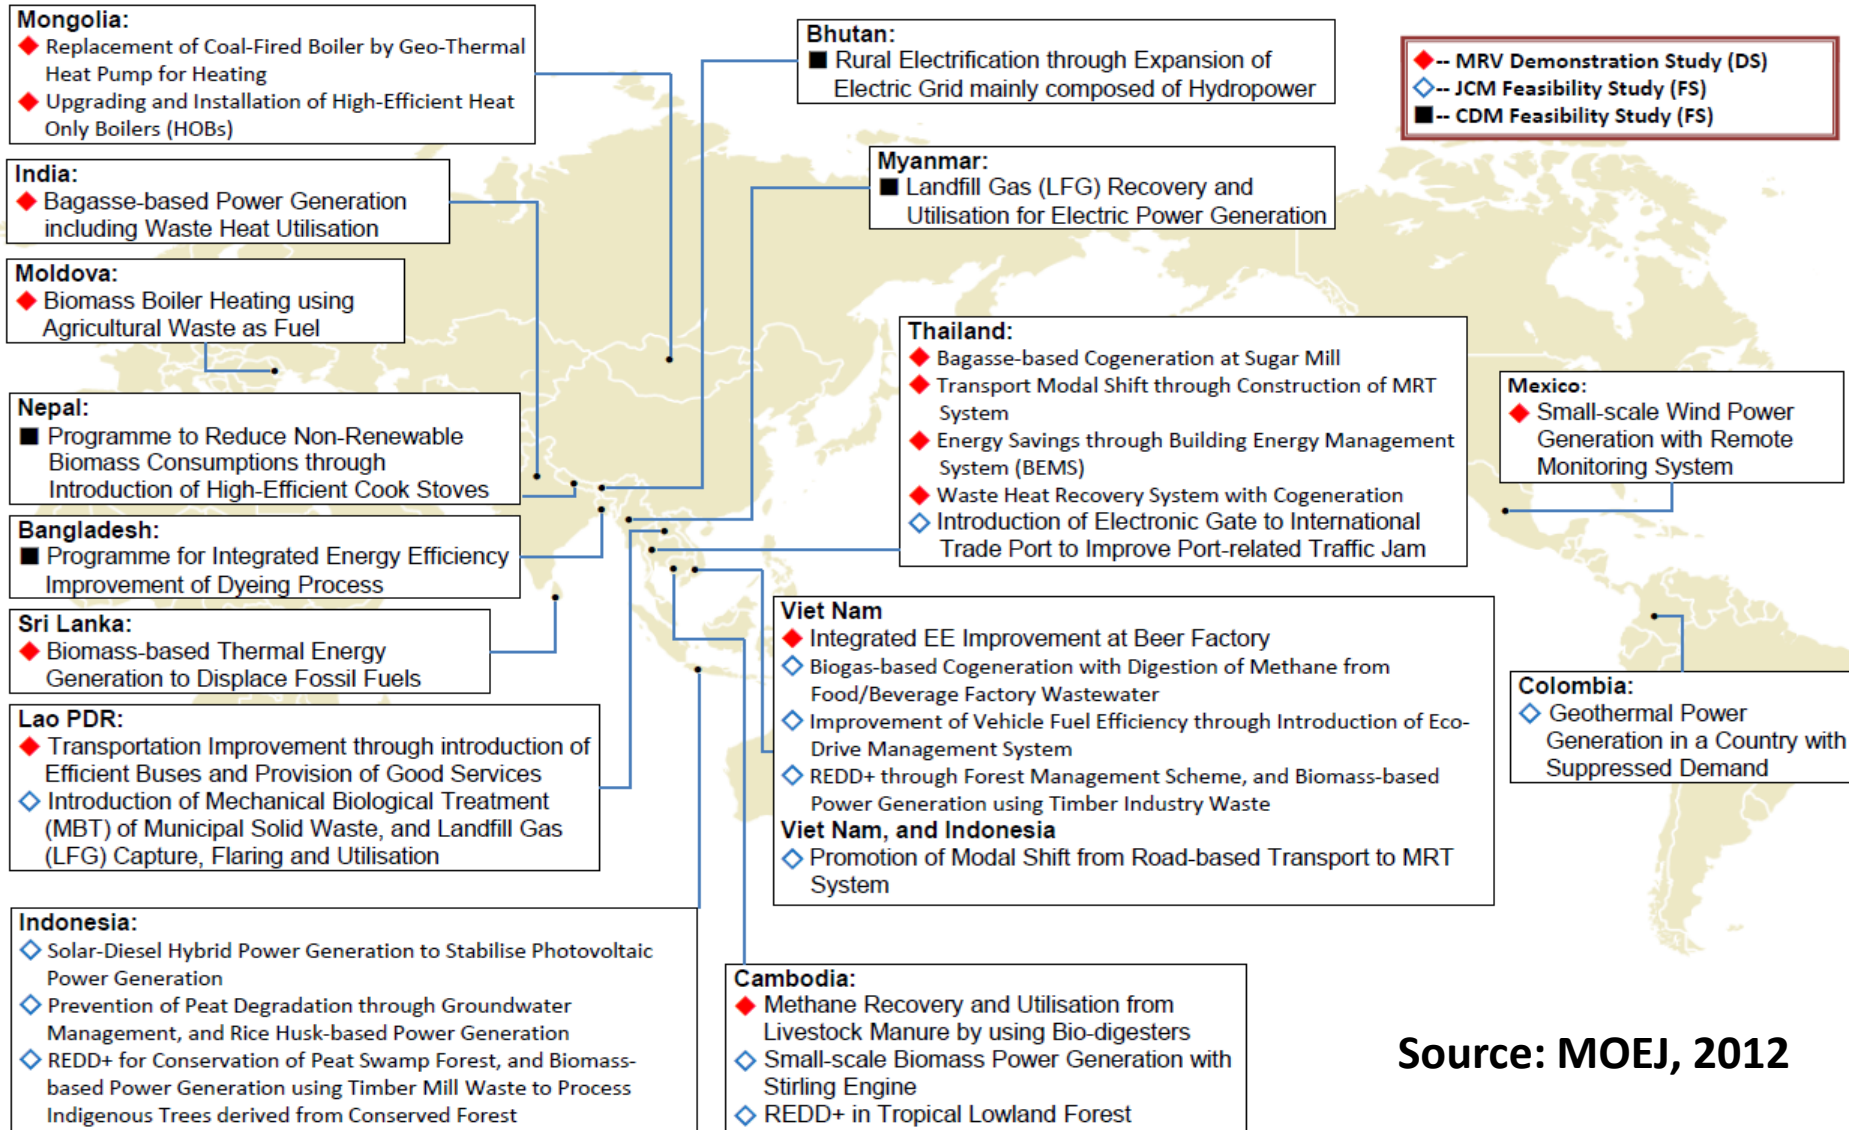 Mongolia:
◆ Replacement of Coal-Fired Boiler by Geo-Thermal
Heat Pump for Heating
◆ Upgrading and Installation of High-Efficient Heat
Only Boilers (HOBs)
Bhutan:
■ Rural Electrification through Expansion of
Electric Grid mainly composed of Hydropower
◆-- MRV Demonstration Study (DS)
◇-- JCM Feasibility Study (FS)
■-- CDM Feasibility Study (FS)
India:
◆ Bagasse-based Power Generation
including Waste Heat Utilisation
Myanmar:
■ Landfill Gas (LFG) Recovery and
Utilisation for Electric Power Generation
Moldova:
◆ Biomass Boiler Heating using
Agricultural Waste as Fuel
Thailand:
◆ Bagasse-based Cogeneration at Sugar Mill
◆ Transport Modal Shift through Construction of MRT
System
◆ Energy Savings through Building Energy Management
System (BEMS)
◆ Waste Heat Recovery System with Cogeneration
◇ Introduction of Electronic Gate to International
Trade Port to Improve Port-related Traffic Jam
Mexico:
◆ Small-scale Wind Power
Generation with Remote
Monitoring System
Nepal:
■ Programme to Reduce Non-Renewable
Biomass Consumptions through
Introduction of High-Efficient Cook Stoves
Bangladesh:
■ Programme for Integrated Energy Efficiency
Improvement of Dyeing Process
Sri Lanka:
◆ Biomass-based Thermal Energy
Generation to Displace Fossil Fuels
Viet Nam
◆ Integrated EE Improvement at Beer Factory
◇ Biogas-based Cogeneration with Digestion of Methane from
Food/Beverage Factory Wastewater
◇ Improvement of Vehicle Fuel Efficiency through Introduction of Eco-
Drive Management System
◇ REDD+ through Forest Management Scheme, and Biomass-based
Power Generation using Timber Industry Waste
Viet Nam, and Indonesia
◇ Promotion of Modal Shift from Road-based Transport to MRT
System
Colombia:
◇ Geothermal Power
Generation in a Country with
Suppressed Demand
Lao PDR:
◆ Transportation Improvement through introduction of
Efficient Buses and Provision of Good Services
◇ Introduction of Mechanical Biological Treatment
(MBT) of Municipal Solid Waste, and Landfill Gas
(LFG) Capture, Flaring and Utilisation
Indonesia:
◇ Solar-Diesel Hybrid Power Generation to Stabilise Photovoltaic
Power Generation
◇ Prevention of Peat Degradation through Groundwater
Management, and Rice Husk-based Power Generation
◇ REDD+ for Conservation of Peat Swamp Forest, and Biomass-
based Power Generation using Timber Mill Waste to Process
Indigenous Trees derived from Conserved Forest
Cambodia:
◆ Methane Recovery and Utilisation from
Livestock Manure by using Bio-digesters
◇ Small-scale Biomass Power Generation with
Stirling Engine
◇ REDD+ in Tropical Lowland Forest
Source: MOEJ, 2012